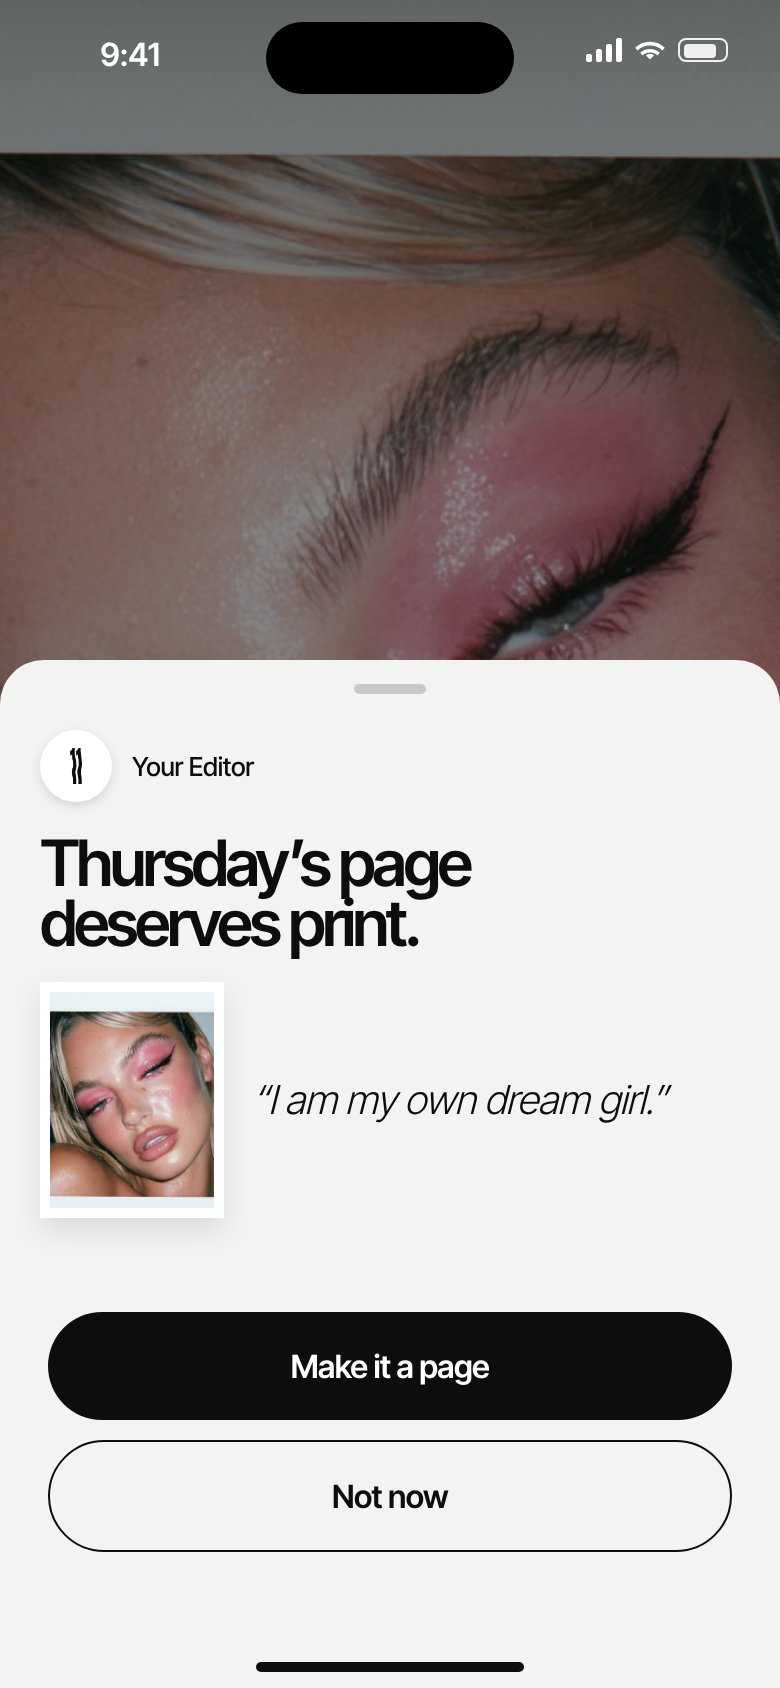 9:41
Your Editor
Thursday’s page
deserves print.
“I am my own dream girl.”
Make it a page
Not now